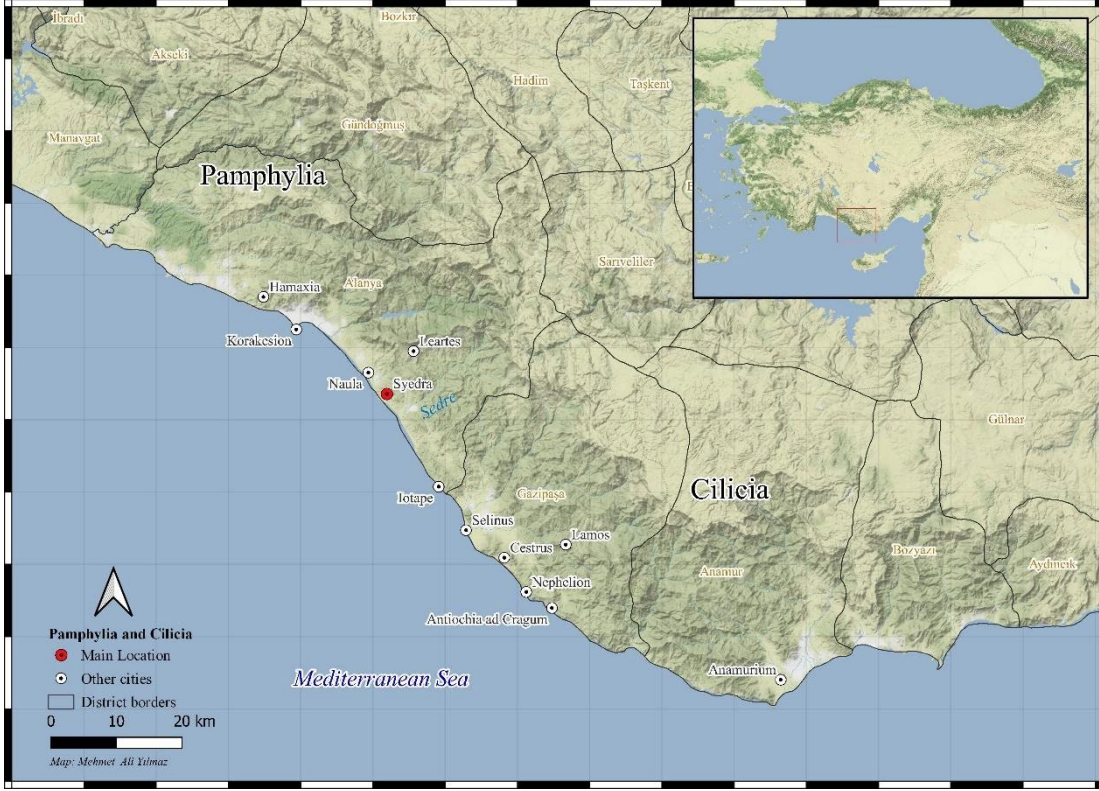 İbradı
Bozkır
Akseki
Hadim
Taşkent
Gündoğmuş
Manavgat
Pamphylia
Sarıveliler
Hamaxia
Alanya
Korakesion
Leartes
Naula
Syedra
Sedre
Gülnar
Cilicia
Iotape
Gazipaşa
Selinus
Lamos
Cestrus
Bozyazı
Aydıncık
Anamur
Nephelion
Antiochia ad Cragum
Anamurium
Mediterranean Sea
Pamphylia and Cilicia
Main Location
Other cities
District borders
0 10 20 km
Map: Mehmet Ali Yılmaz